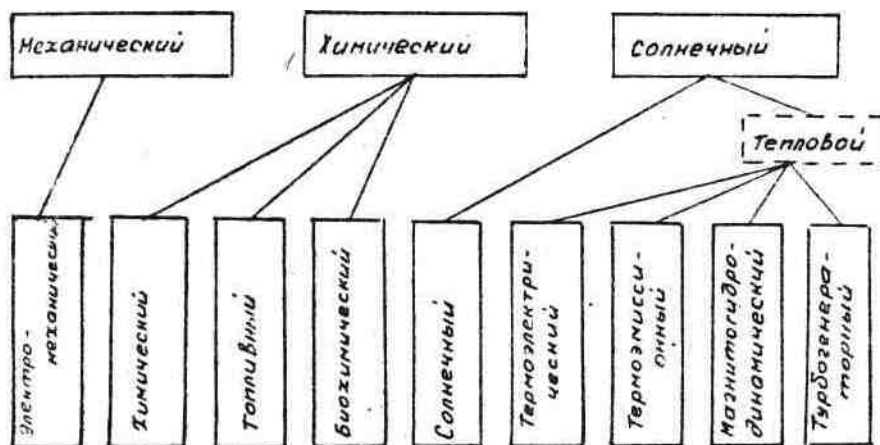 Механический
Химический
Солнечный
Тепловой
Электро-
механический
Химический
Топливный
Биохимический
Солнечный
Термоэлектри-
ческий
Термоэмисси-
онный
Магнитогидро-
динамический
Турбогенера-
торный